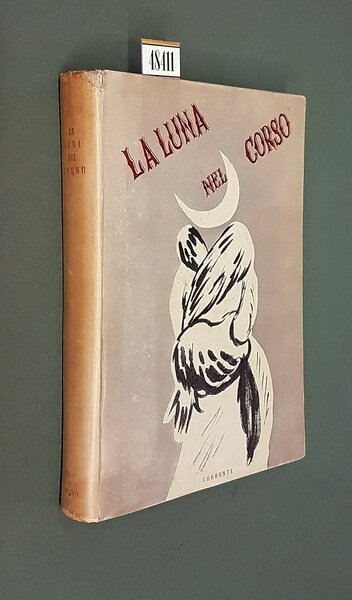 48411
LA LUNA
NEL
CORSO
CORRENTE
LA
LUNA
NEL
CORSO